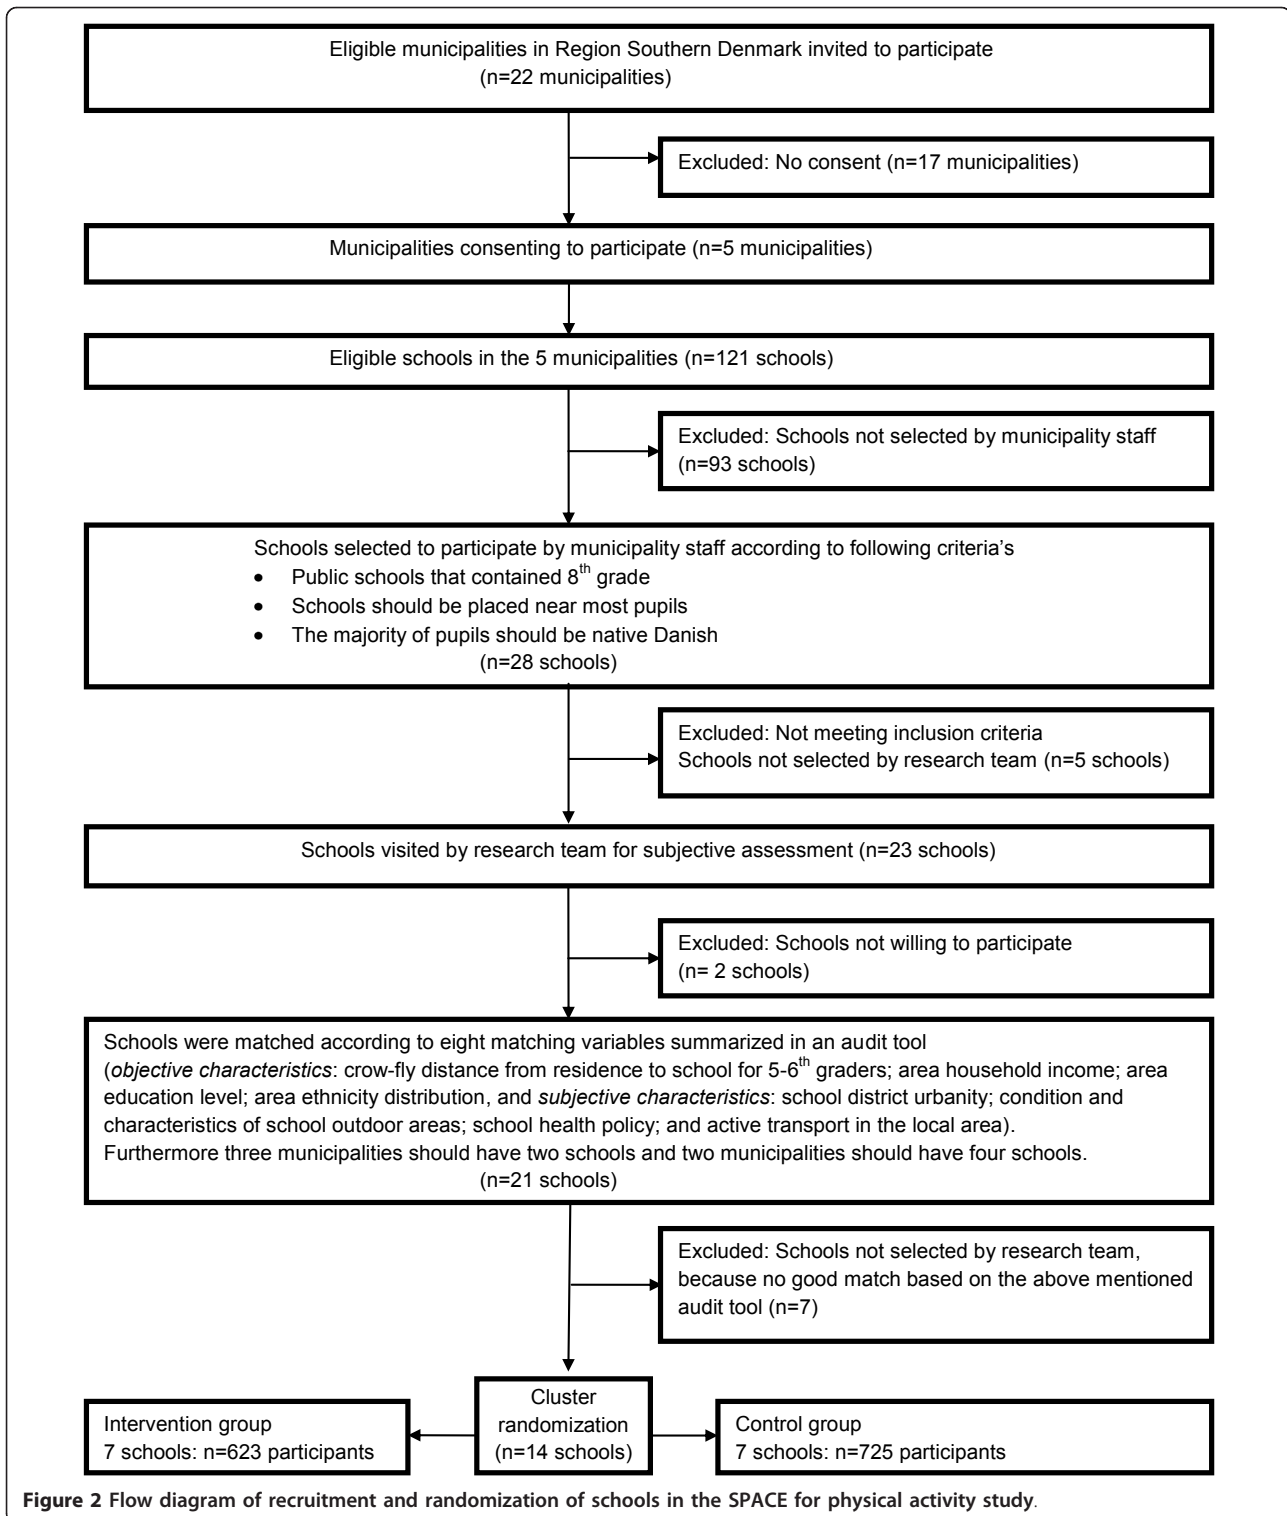 Eligible municipalities in Region Southern Denmark invited to participate
(n=22 municipalities)
Excluded: No consent (n=17 municipalities)
Municipalities consenting to participate (n=5 municipalities)
Eligible schools in the 5 municipalities (n=121 schools)
Excluded: Schools not selected by municipality staff
(n=93 schools)
Schools selected to participate by municipality staff according to following criteria's
• Public schools that contained 8th grade
• Schools should be placed near most pupils
• The majority of pupils should be native Danish
(n=28 schools)
Excluded: Not meeting inclusion criteria
Schools not selected by research team (n=5 schools)
Schools visited by research team for subjective assessment (n=23 schools)
Excluded: Schools not willing to participate
(n= 2 schools)
Schools were matched according to eight matching variables summarized in an audit tool
(objective characteristics: crow-fly distance from residence to school for 5-6th graders; area household income; area
education level; area ethnicity distribution, and subjective characteristics: school district urbanity; condition and
characteristics of school outdoor areas; school health policy; and active transport in the local area).
Furthermore three municipalities should have two schools and two municipalities should have four schools.
(n=21 schools)
Excluded: Schools not selected by research team,
because no good match based on the above mentioned
audit tool (n=7)
Cluster
randomization
(n=14 schools)
Intervention group
7 schools: n=623 participants
Control group
7 schools: n=725 participants
Figure 2 Flow diagram of recruitment and randomization of schools in the SPACE for physical activity study.